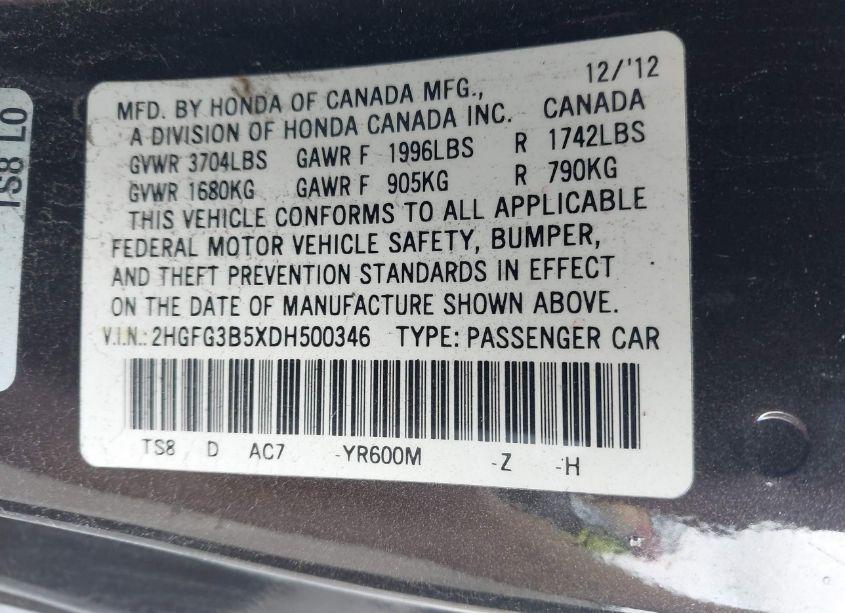 12/'12
MFD. BY HONDA OF CANADA MFG.,
A DIVISION OF HONDA CANADA INC. CANADA
GVWR 3704LBS GAWR F 1996LBS R 1742LBS
GVWR 1680KG GAWR F 905KG R 790KG
THIS VEHICLE CONFORMS TO ALL APPLICABLE
FEDERAL MOTOR VEHICLE SAFETY, BUMPER,
AND THEFT PREVENTION STANDARDS IN EFFECT
ON THE DATE OF MANUFACTURE SHOWN ABOVE.
V.I.N.: 2HGFG3B5XDH500346 TYPE: PASSENGER CAR
TS8 D AC7 -YR600M -Z -H
TS8 LO